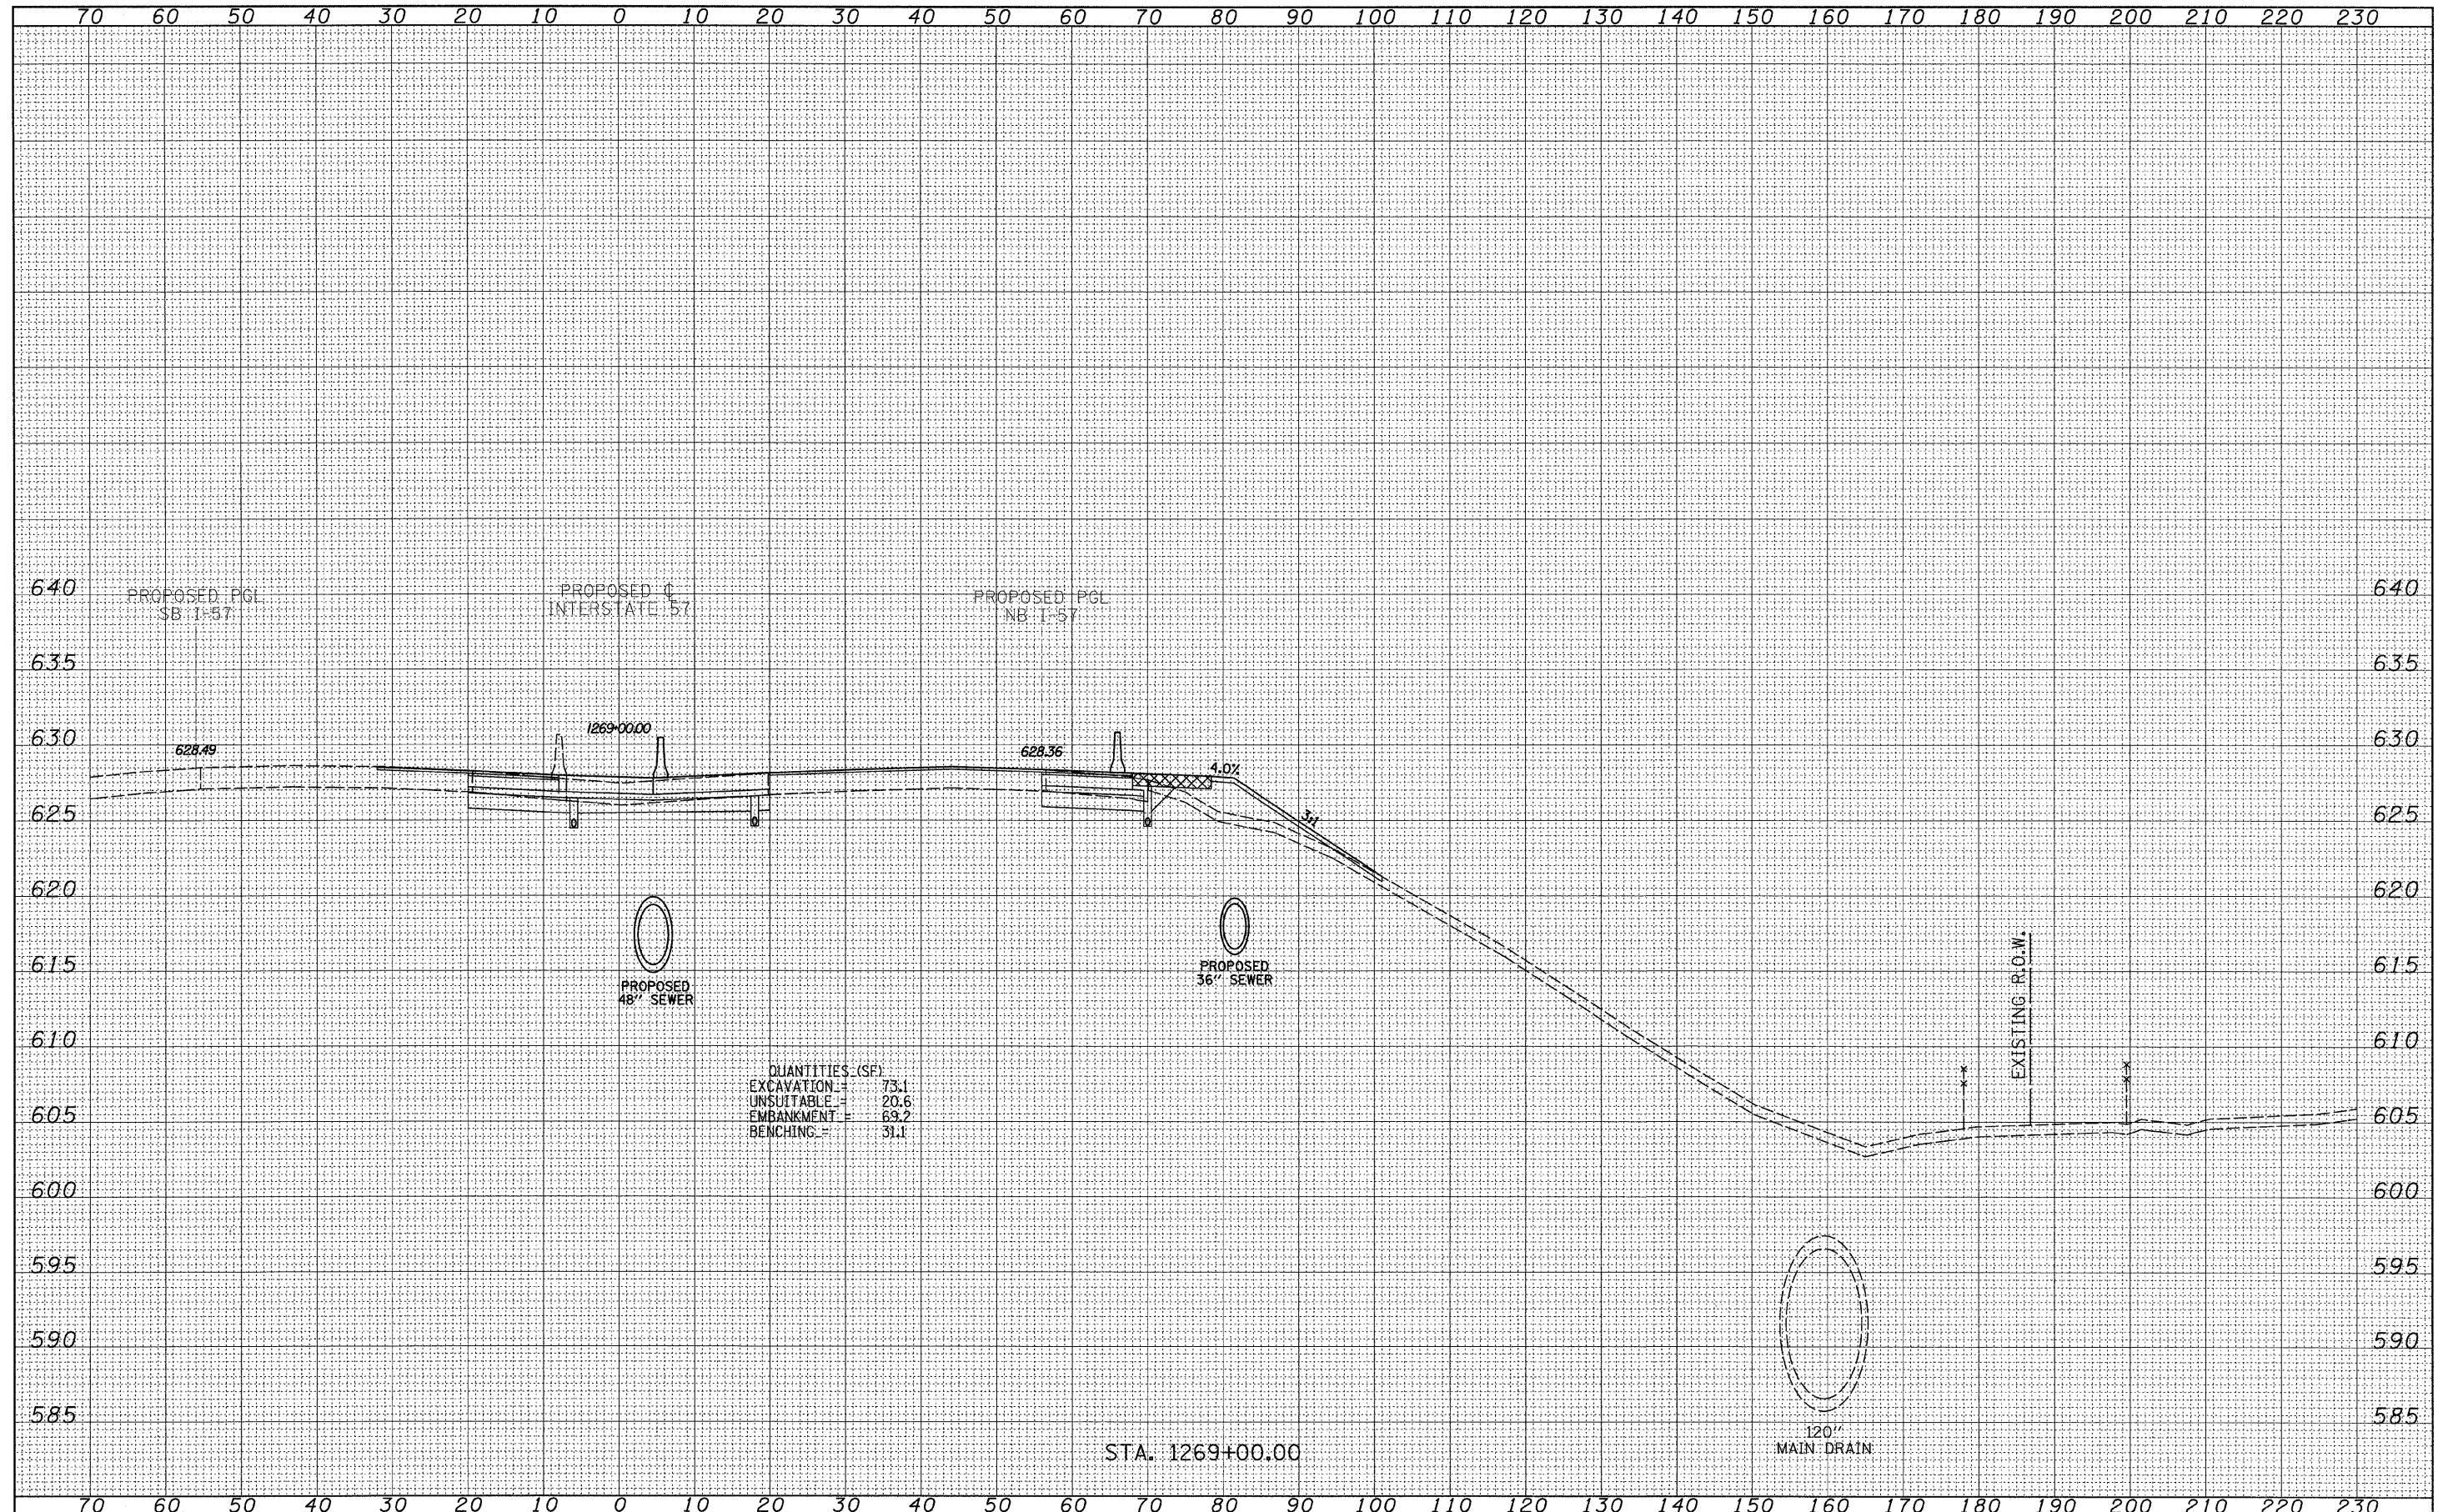 70 60 50 40 30 20 10 0 10 20 30 40 50 60 70 80 90 100 110 120 130 140 150 160 170 180 190 200 210 220 230
640 640
PROPOSED PGL
SB I-57
PROPOSED ℄
INTERSTATE 57
PROPOSED PGL
NB I-57
635 635
1269+00.00
630 630
628.49
628.36
4.0%
625 625
3:1
620 620
615 615
PROPOSED
48" SEWER
PROPOSED
36" SEWER
EXISTING R.O.W.
610 610
QUANTITIES (SF)
EXCAVATION = 73.1
UNSUITABLE = 20.6
EMBANKMENT = 69.2
BENCHING = 31.1
605 605
600 600
595 595
590 590
585 585
120"
MAIN DRAIN
STA. 1269+00.00
70 60 50 40 30 20 10 0 10 20 30 40 50 60 70 80 90 100 110 120 130 140 150 160 170 180 190 200 210 220 230